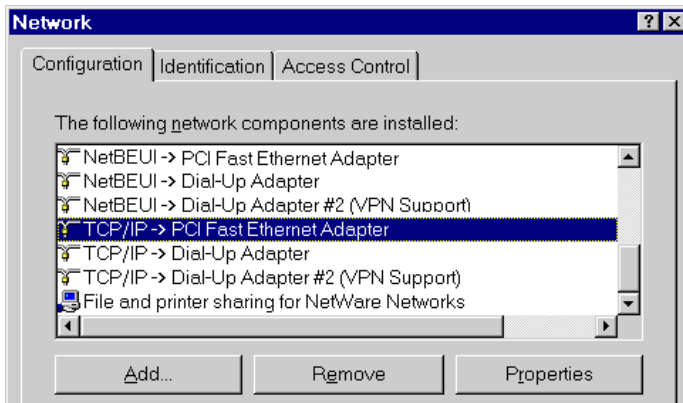 Network
Configuration Identification Access Control
The following network components are installed:
NetBEUI -> PCI Fast Ethernet Adapter
NetBEUI -> Dial-Up Adapter
NetBEUI -> Dial-Up Adapter #2 (VPN Support)
TCP/IP -> PCI Fast Ethernet Adapter
TCP/IP -> Dial-Up Adapter
TCP/IP -> Dial-Up Adapter #2 (VPN Support)
File and printer sharing for NetWare Networks
Add... Remove Properties